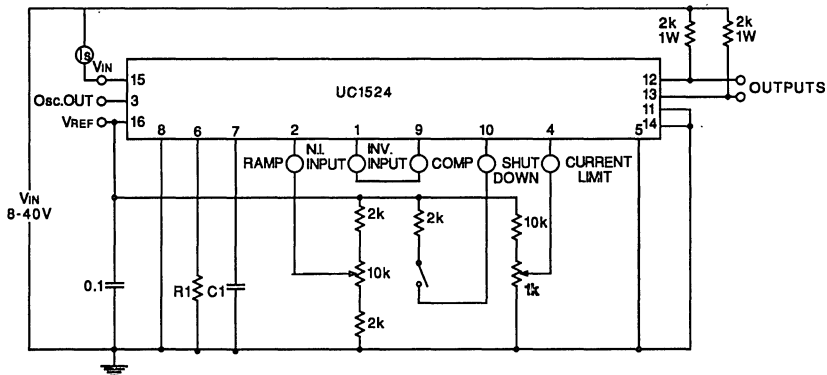 2k 2k
1W 1W
Is
VIN
15
UC1524
12
OUTPUTS
Osc.OUT
3
13
VREF
16
11
14
8
6
7
2
1
9
10
4
5
RAMP
N.I.
INPUT
INV.
INPUT
COMP
SHUT
DOWN
CURRENT
LIMIT
VIN
8-40V
2k
2k
10k
10k
1k
0.1
R1
C1
2k